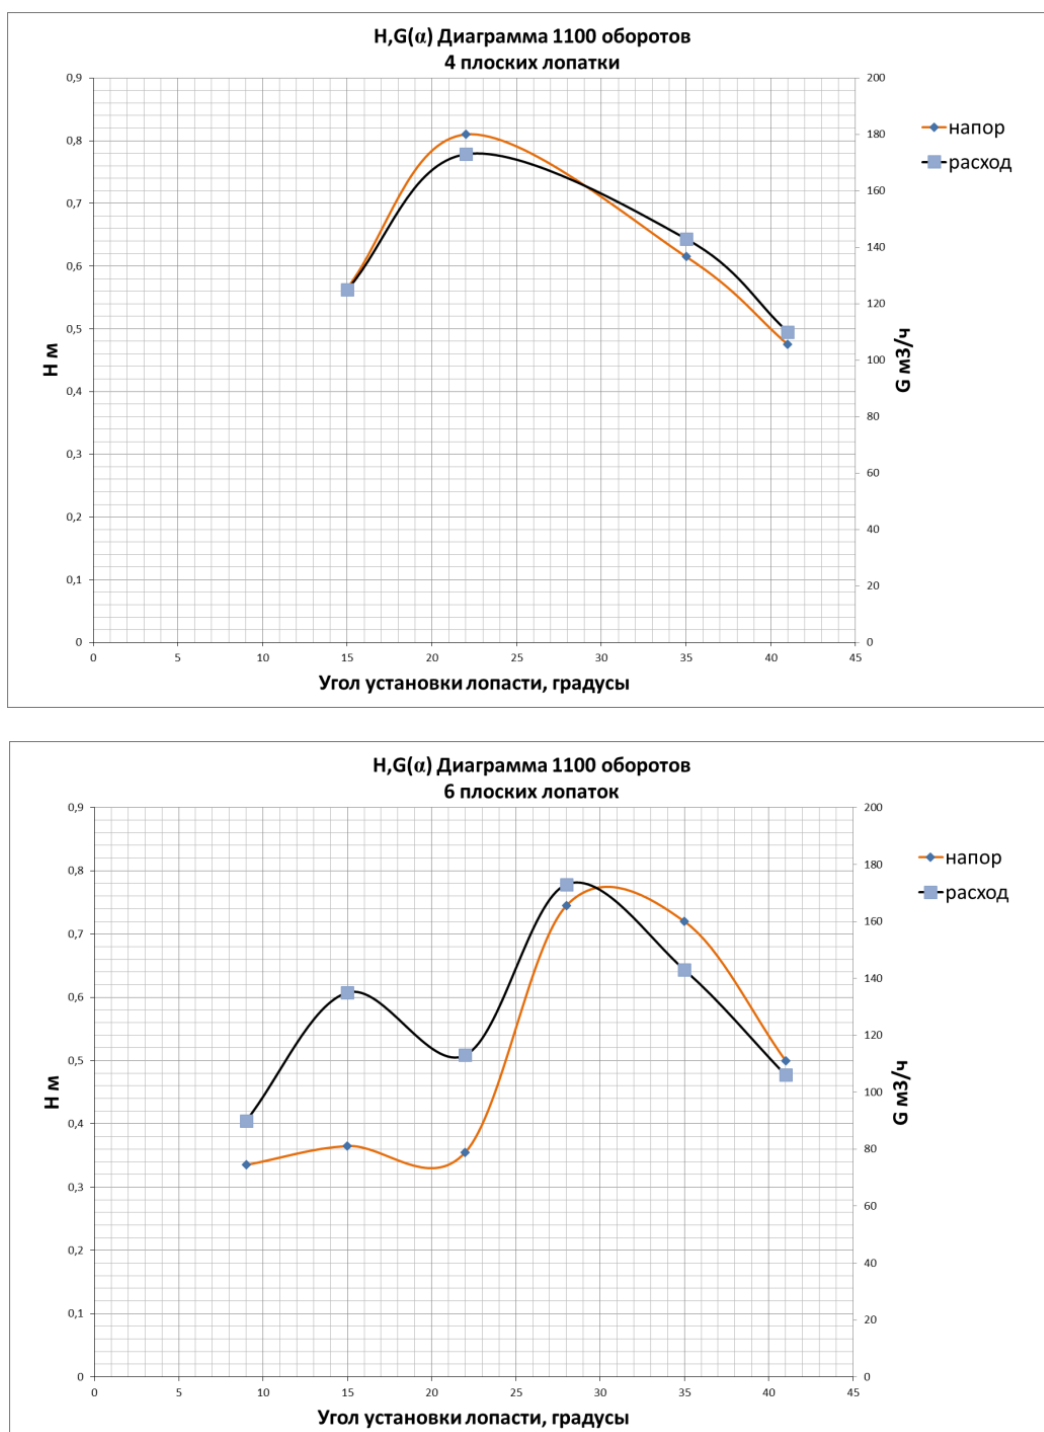 H,G(α) Диаграмма 1100 оборотов
4 плоских лопатки
0,9
0,8
0,7
0,6
0,5
0,4
0,3
0,2
0,1
0
Н м
200
180
160
140
120
100
80
60
40
20
0
G м3/ч
напор
расход
0 5 10 15 20 25 30 35 40 45
Угол установки лопасти, градусы
H,G(α) Диаграмма 1100 оборотов
6 плоских лопаток
0,9
0,8
0,7
0,6
0,5
0,4
0,3
0,2
0,1
0
Н м
200
180
160
140
120
100
80
60
40
20
0
G м3/ч
напор
расход
0 5 10 15 20 25 30 35 40 45
Угол установки лопасти, градусы